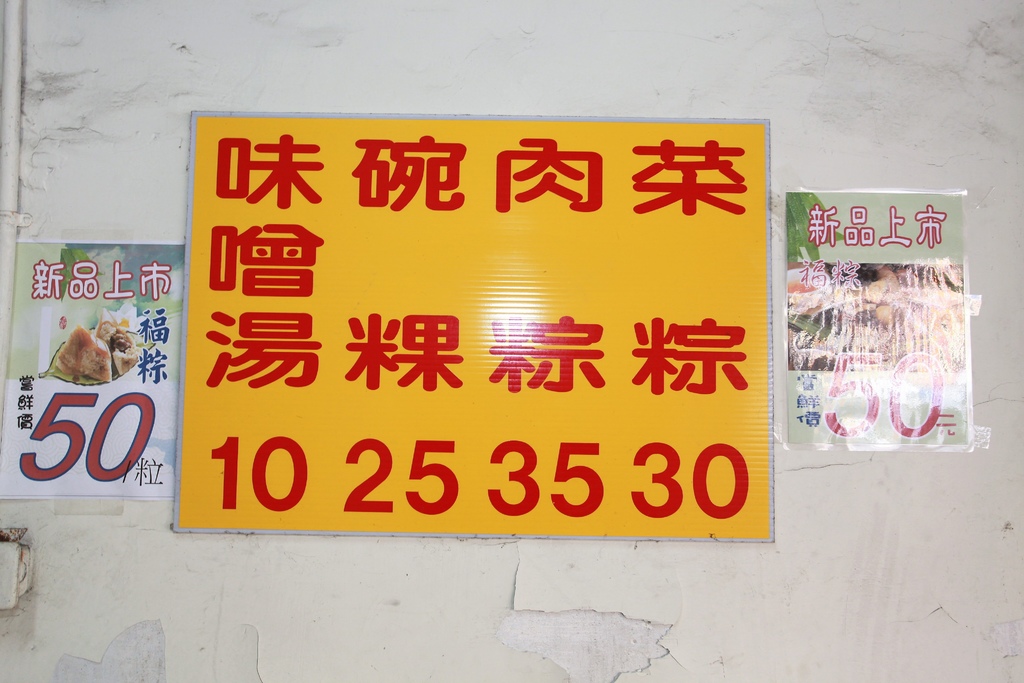 菜粽 30
肉粽 35
碗粿 25
味噌湯 10
新品上市
福粽
嘗鮮價
50/粒
新品上市
福粽
嘗鮮價
50元